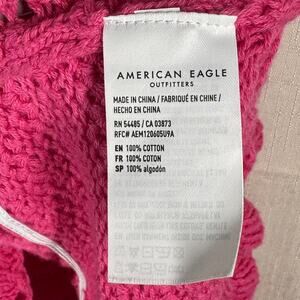 AMERICAN EAGLE
OUTFITTERS
MADE IN CHINA / FABRIQUÉ EN CHINE /
HECHO EN CHINA
RN 54485 / CA 03873
RFC# AEM120605U9A
EN 100% COTTON
FR 100% COTON
SP 100% algodón